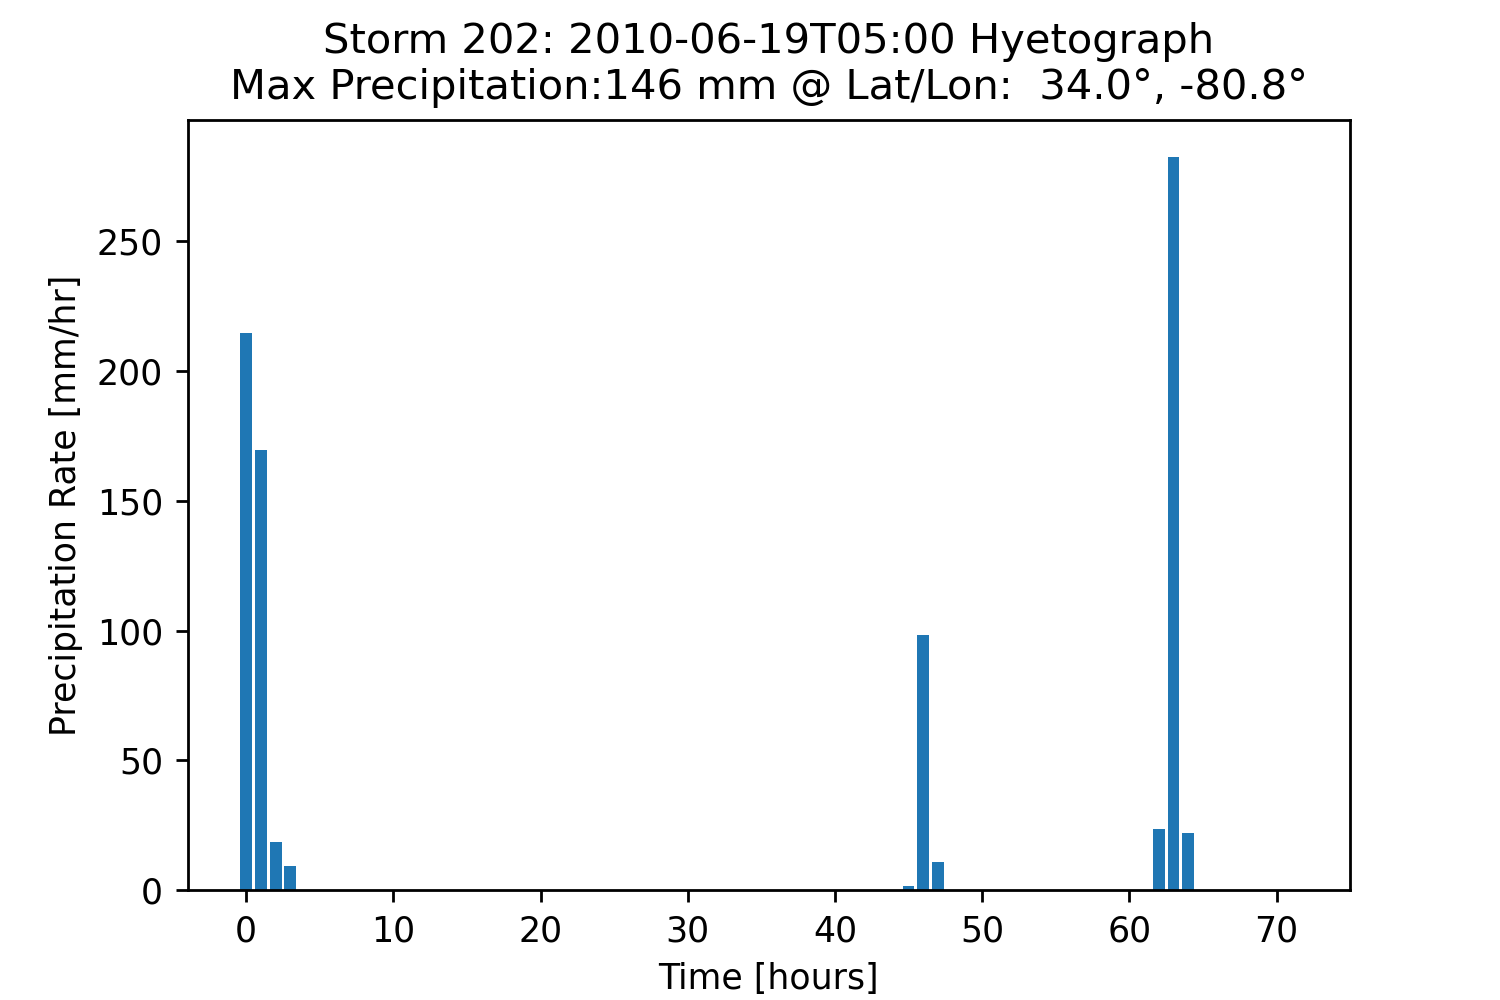 Storm 202: 2010-06-19T05:00 Hyetograph
Max Precipitation:146 mm @ Lat/Lon:  34.0°, -80.8°
Precipitation Rate [mm/hr]
250
200
150
100
50
0
0 10 20 30 40 50 60 70
Time [hours]